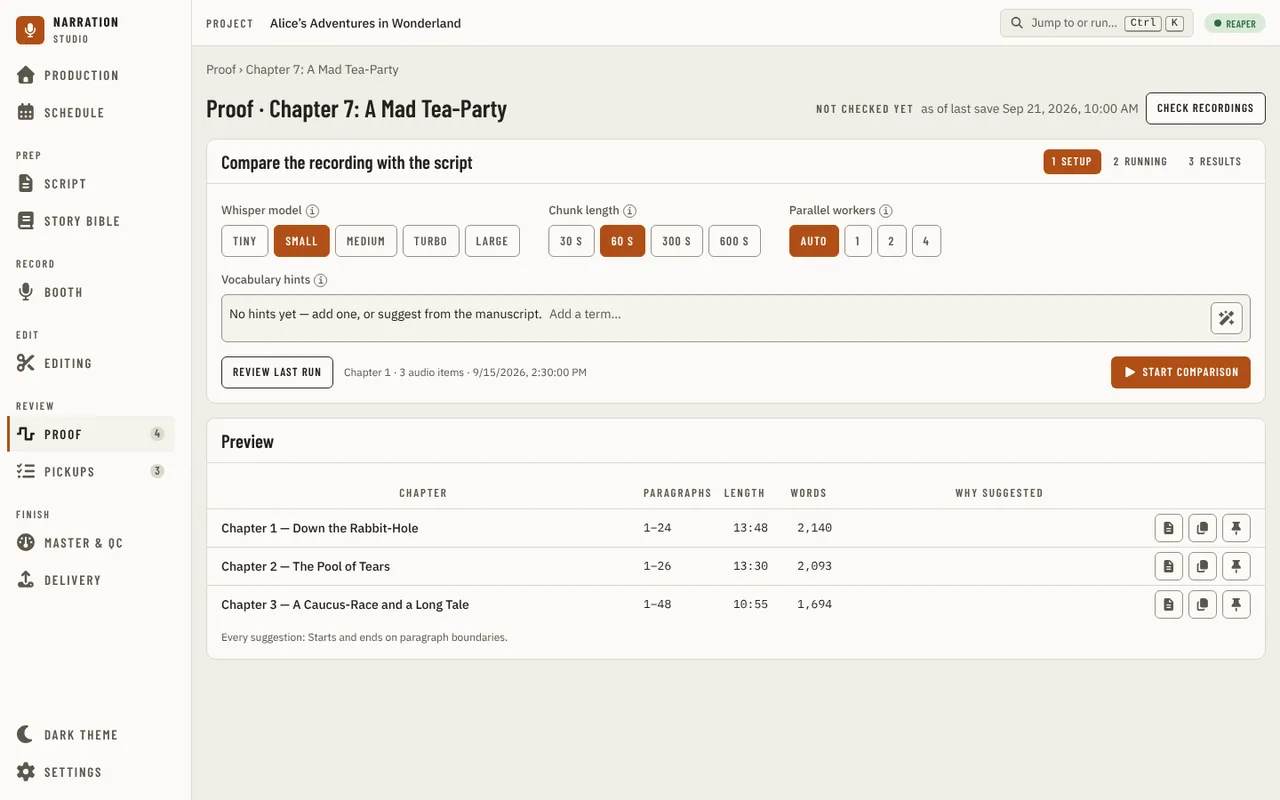 NARRATION
STUDIO
PROJECT Alice's Adventures in Wonderland
Jump to or run... Ctrl K
REAPER
PRODUCTION
SCHEDULE
PREP
SCRIPT
STORY BIBLE
RECORD
BOOTH
EDIT
EDITING
REVIEW
PROOF 4
PICKUPS 3
FINISH
MASTER & QC
DELIVERY
DARK THEME
SETTINGS
Proof › Chapter 7: A Mad Tea-Party
Proof · Chapter 7: A Mad Tea-Party
NOT CHECKED YET as of last save Sep 21, 2026, 10:00 AM CHECK RECORDINGS
Compare the recording with the script
1 SETUP 2 RUNNING 3 RESULTS
Whisper model Chunk length Parallel workers
TINY SMALL MEDIUM TURBO LARGE 30 S 60 S 300 S 600 S AUTO 1 2 4
Vocabulary hints
No hints yet — add one, or suggest from the manuscript. Add a term...
REVIEW LAST RUN Chapter 1 · 3 audio items · 9/15/2026, 2:30:00 PM START COMPARISON
Preview
CHAPTER PARAGRAPHS LENGTH WORDS WHY SUGGESTED
Chapter 1 — Down the Rabbit-Hole 1–24 13:48 2,140
Chapter 2 — The Pool of Tears 1–26 13:30 2,093
Chapter 3 — A Caucus-Race and a Long Tale 1–48 10:55 1,694
Every suggestion: Starts and ends on paragraph boundaries.